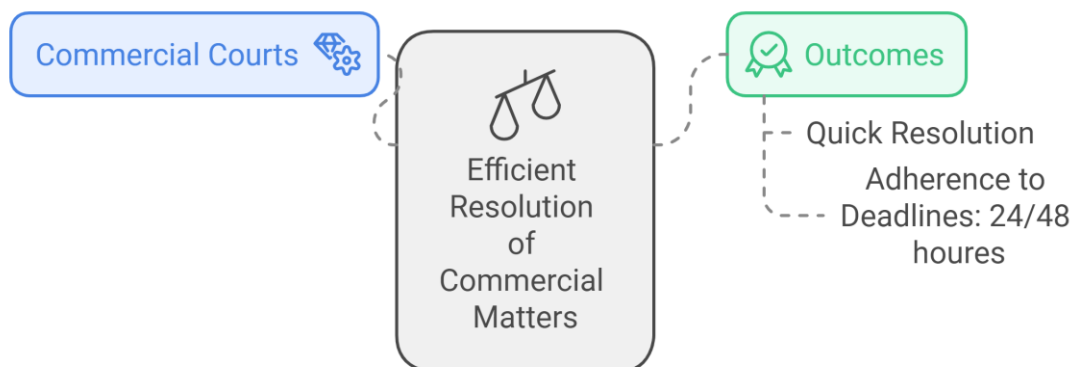 Commercial Courts
Efficient
Resolution
of
Commercial
Matters
Outcomes
Quick Resolution
Adherence to
Deadlines: 24/48
houres